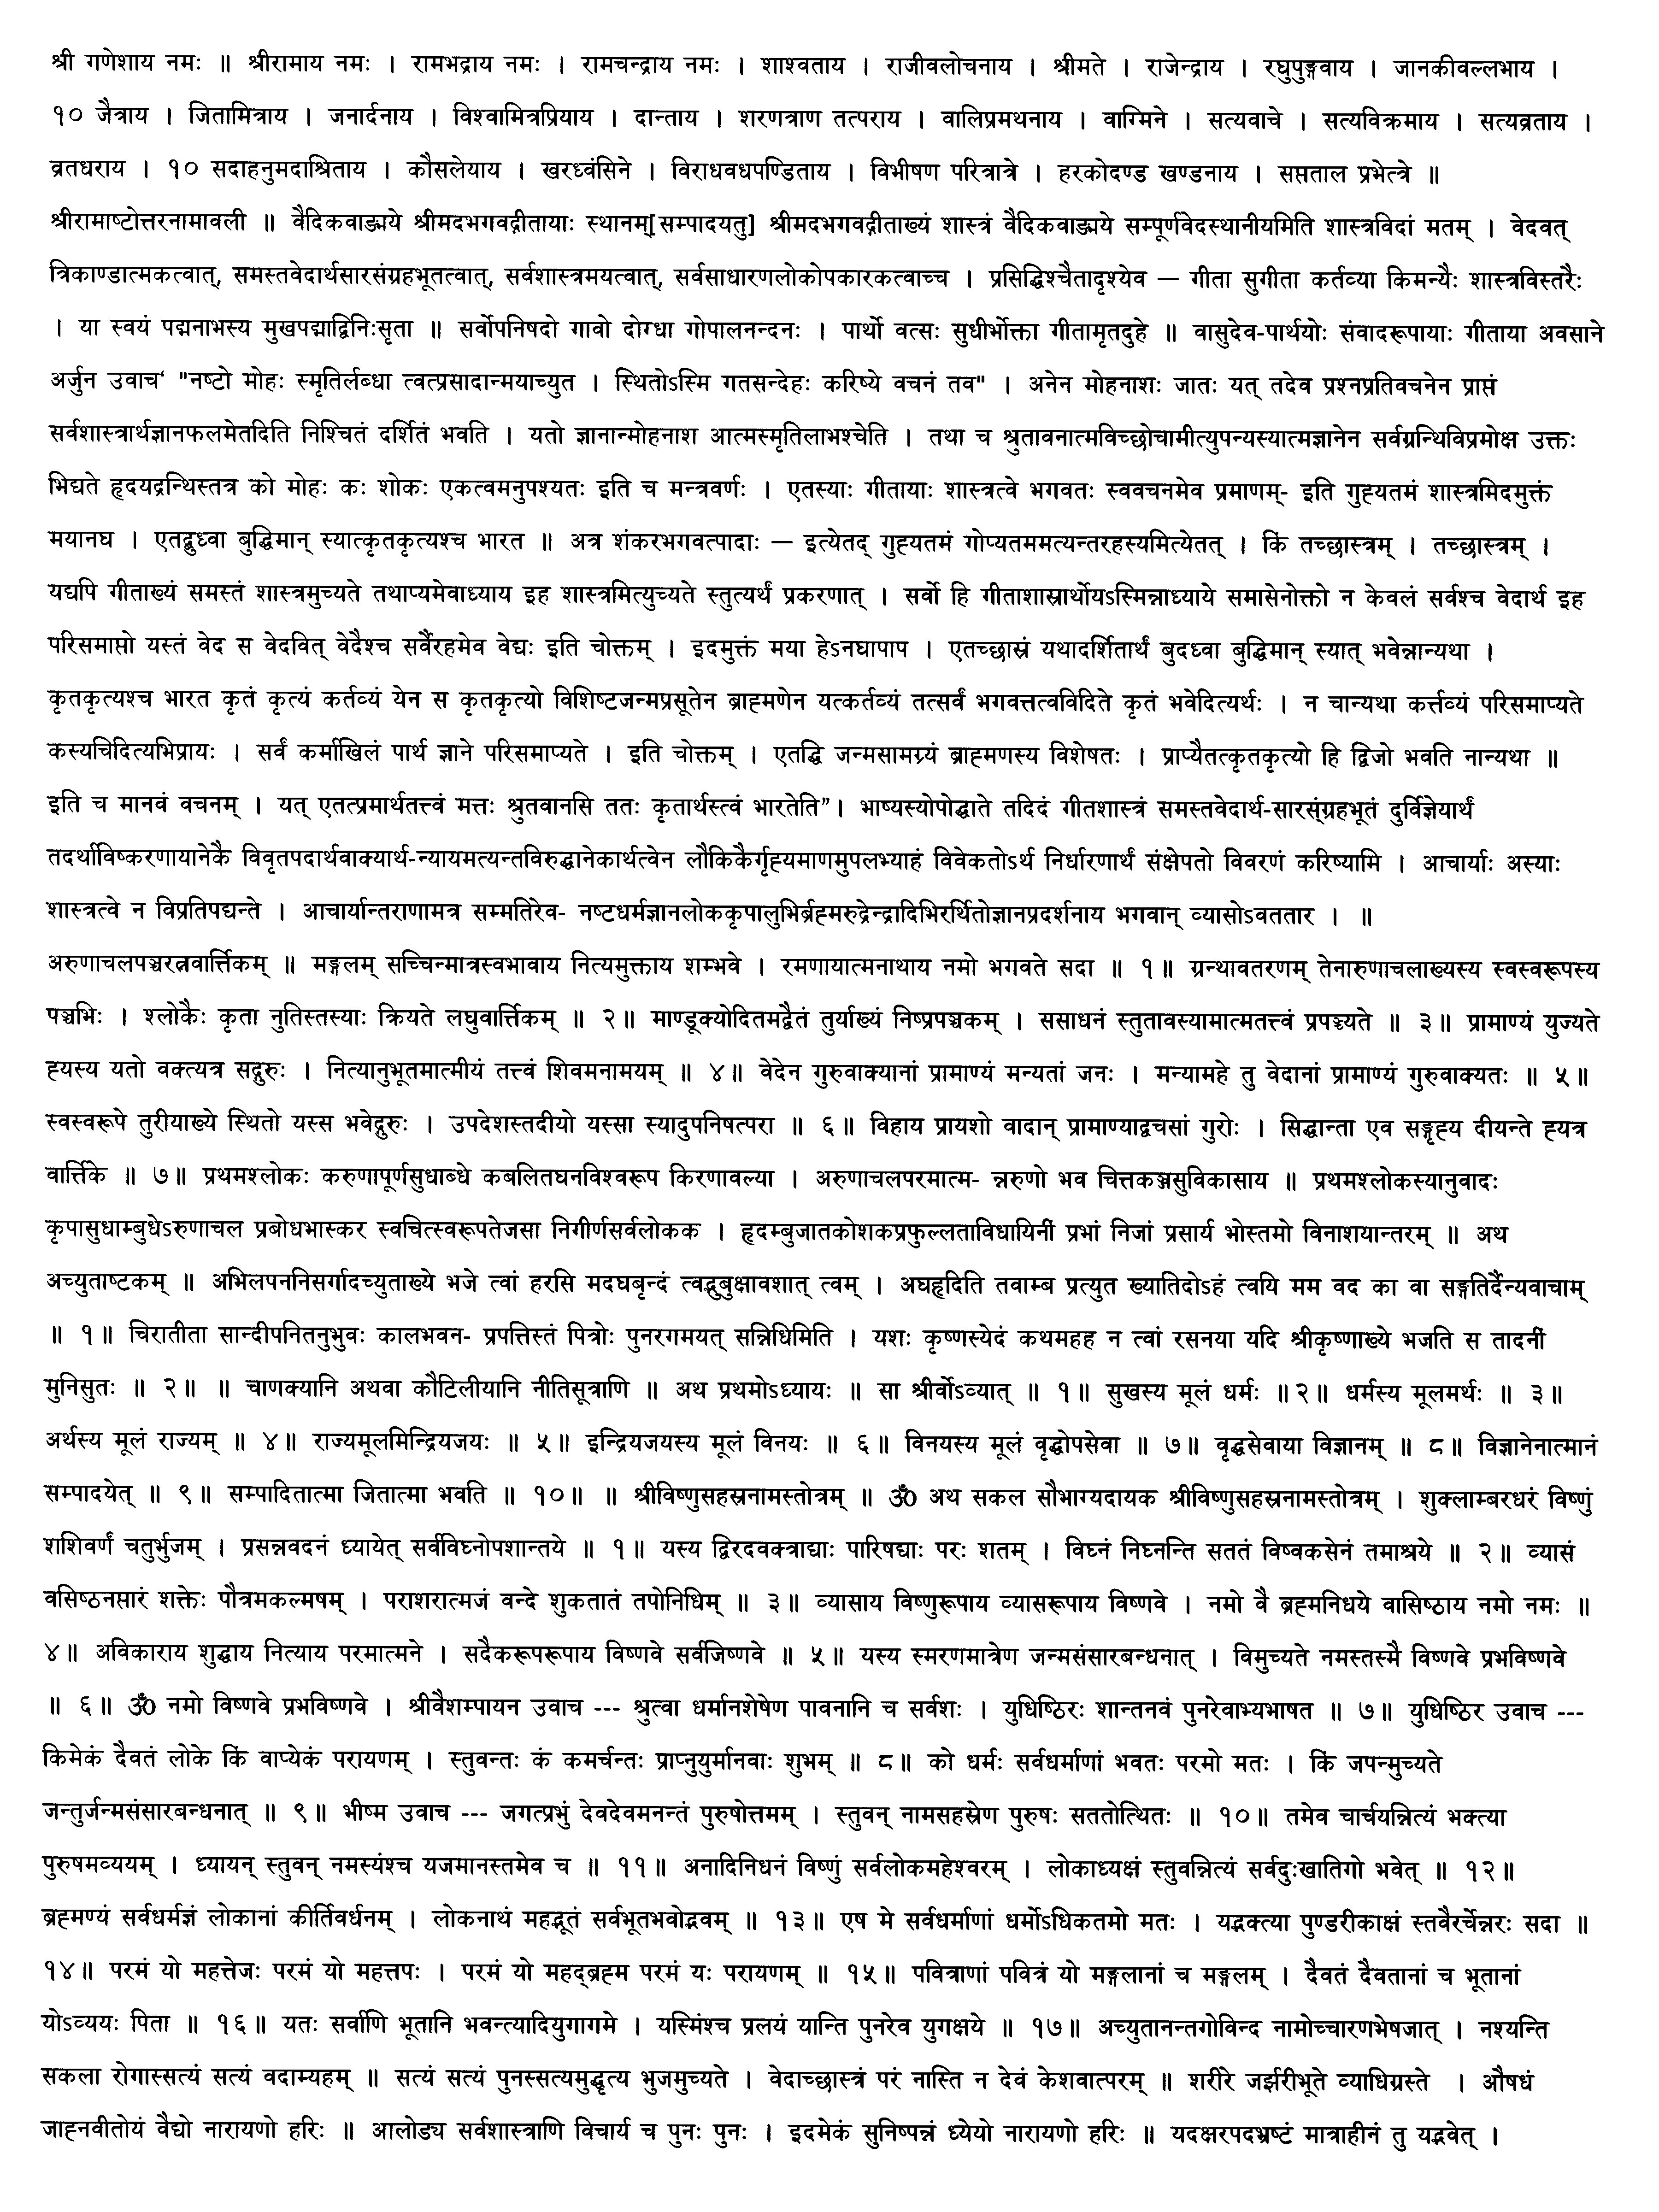 श्री गणेशाय नमः ॥ श्रीरामाय नमः । रामभद्राय नमः । रामचन्द्राय नमः । शाश्वताय । राजीवलोचनाय । श्रीमते । राजेन्द्राय । रघुपुङ्गवाय । जानकीवल्लभाय ।
१० जैत्राय । जितामित्राय । जनार्दनाय । विश्वामित्रप्रियाय । दान्ताय । शरणत्राण तत्पराय । वालिप्रमथनाय । वाग्मिने । सत्यवाचे । सत्यविक्रमाय । सत्यव्रताय ।
व्रतधराय । १० सदाहनुमदाश्रिताय । कौसलेयाय । खरध्वंसिने । विराधवधपण्डिताय । विभीषण परित्रात्रे । हरकोदण्ड खण्डनाय । सप्तताल प्रभेत्त्रे ॥
श्रीरामाष्टोत्तरनामावली ॥ वैदिकवाङ्मये श्रीमदभगवद्गीतायाः स्थानम्[सम्पादयतु] श्रीमदभगवद्गीताख्यं शास्त्रं वैदिकवाङ्मये सम्पूर्णवेदस्थानीयमिति शास्त्रविदां मतम् । वेदवत्
त्रिकाण्डात्मकत्वात्, समस्तवेदार्थसारसंग्रहभूतत्वात्, सर्वशास्त्रमयत्वात्, सर्वसाधारणलोकोपकारकत्वाच्च । प्रसिद्धिश्चैतादृश्येव — गीता सुगीता कर्तव्या किमन्यैः शास्त्रविस्तरैः
। या स्वयं पद्मनाभस्य मुखपद्माद्विनिःसृता ॥ सर्वोपनिषदो गावो दोग्धा गोपालनन्दनः । पार्थो वत्सः सुधीर्भोक्ता गीतामृतदुहे ॥ वासुदेव-पार्थयोः संवादरूपायाः गीताया अवसाने
अर्जुन उवाच‘ "नष्टो मोहः स्मृतिर्लब्धा त्वत्प्रसादान्मयाच्युत । स्थितोऽस्मि गतसन्देहः करिष्ये वचनं तव" । अनेन मोहनाशः जातः यत् तदेव प्रश्नप्रतिवचनेन प्राप्तं
सर्वशास्त्रार्थज्ञानफलमेतदिति निश्चितं दर्शितं भवति । यतो ज्ञानान्मोहनाश आत्मस्मृतिलाभश्चेति । तथा च श्रुतावनात्मविच्छोचामीत्युपन्यस्यात्मज्ञानेन सर्वग्रन्थिविप्रमोक्ष उक्तः
भिद्यते हृदयद्रन्थिस्तत्र को मोहः कः शोकः एकत्वमनुपश्यतः इति च मन्त्रवर्णः । एतस्याः गीतायाः शास्त्रत्वे भगवतः स्ववचनमेव प्रमाणम्- इति गुह्यतमं शास्त्रमिदमुक्तं
मयानघ । एतद्बुध्वा बुद्धिमान् स्यात्कृतकृत्यश्च भारत ॥ अत्र शंकरभगवत्पादाः — इत्येतद् गुह्यतमं गोप्यतममत्यन्तरहस्यमित्येतत् । किं तच्छास्त्रम् । तच्छास्त्रम् ।
यद्यपि गीताख्यं समस्तं शास्त्रमुच्यते तथाप्यमेवाध्याय इह शास्त्रमित्युच्यते स्तुत्यर्थं प्रकरणात् । सर्वो हि गीताशास्रार्थोयऽस्मिन्नाध्याये समासेनोक्तो न केवलं सर्वश्च वेदार्थ इह
परिसमाप्तो यस्तं वेद स वेदवित् वेदैश्च सर्वैरहमेव वेद्यः इति चोक्तम् । इदमुक्तं मया हेऽनघापाप । एतच्छास्रं यथादर्शितार्थं बुदध्वा बुद्धिमान् स्यात् भवेन्नान्यथा ।
कृतकृत्यश्च भारत कृतं कृत्यं कर्तव्यं येन स कृतकृत्यो विशिष्टजन्मप्रसूतेन ब्राह्मणेन यत्कर्तव्यं तत्सर्वं भगवत्तत्वविदिते कृतं भवेदित्यर्थः । न चान्यथा कर्त्तव्यं परिसमाप्यते
कस्यचिदित्यभिप्रायः । सर्वं कर्माखिलं पार्थ ज्ञाने परिसमाप्यते । इति चोक्तम् । एतद्धि जन्मसामग्र्यं ब्राह्मणस्य विशेषतः । प्राप्यैतत्कृतकृत्यो हि द्विजो भवति नान्यथा ॥
इति च मानवं वचनम् । यत् एतत्प्रमार्थतत्त्वं मत्तः श्रुतवानसि ततः कृतार्थस्त्वं भारतेति”। भाष्यस्योपोद्धाते तदिदं गीतशास्त्रं समस्तवेदार्थ-सारस्ंग्रहभूतं दुर्विज्ञेयार्थं
तदर्थाविष्करणायानेकै विवृतपदार्थवाक्यार्थ-न्यायमत्यन्तविरुद्धानेकार्थत्वेन लौकिकैर्गृह्यमाणमुपलभ्याहं विवेकतोऽर्थ निर्धारणार्थं संक्षेपतो विवरणं करिष्यामि । आचार्याः अस्याः
शास्त्रत्वे न विप्रतिपद्यन्ते । आचार्यान्तराणामत्र सम्मतिरेव- नष्टधर्मज्ञानलोककृपालुभिर्ब्रह्मरुद्रेन्द्रादिभिरर्थितोज्ञानप्रदर्शनाय भगवान् व्यासोऽवततार । ॥
अरुणाचलपञ्चरत्नवार्त्तिकम् ॥ मङ्गलम् सच्चिन्मात्रस्वभावाय नित्यमुक्ताय शम्भवे । रमणायात्मनाथाय नमो भगवते सदा ॥ १॥ ग्रन्थावतरणम् तेनारुणाचलाख्यस्य स्वस्वरूपस्य
पञ्चभिः । श्लोकैः कृता नुतिस्तस्याः क्रियते लघुवार्त्तिकम् ॥ २॥ माण्डूक्योदितमद्वैतं तुर्याख्यं निष्प्रपञ्चकम् । ससाधनं स्तुतावस्यामात्मतत्त्वं प्रपञ्च्यते ॥ ३॥ प्रामाण्यं युज्यते
ह्यस्य यतो वक्त्यत्र सद्गुरुः । नित्यानुभूतमात्मीयं तत्त्वं शिवमनामयम् ॥ ४॥ वेदेन गुरुवाक्यानां प्रामाण्यं मन्यतां जनः । मन्यामहे तु वेदानां प्रामाण्यं गुरुवाक्यतः ॥ ५॥
स्वस्वरूपे तुरीयाख्ये स्थितो यस्स भवेद्गुरुः । उपदेशस्तदीयो यस्सा स्यादुपनिषत्परा ॥ ६॥ विहाय प्रायशो वादान् प्रामाण्याद्वचसां गुरोः । सिद्धान्ता एव सङ्गृह्य दीयन्ते ह्यत्र
वार्त्तिके ॥ ७॥ प्रथमश्लोकः करुणापूर्णसुधाब्धे कबलितघनविश्वरूप किरणावल्या । अरुणाचलपरमात्म- न्नरुणो भव चित्तकञ्जसुविकासाय ॥ प्रथमश्लोकस्यानुवादः
कृपासुधाम्बुधेऽरुणाचल प्रबोधभास्कर स्वचित्स्वरूपतेजसा निगीर्णसर्वलोकक । हृदम्बुजातकोशकप्रफुल्लताविधायिनीं प्रभां निजां प्रसार्य भोस्तमो विनाशयान्तरम् ॥ अथ
अच्युताष्टकम् ॥ अभिलपननिसर्गादच्युताख्ये भजे त्वां हरसि मदघबृन्दं त्वद्बुभुक्षावशात् त्वम् । अघहृदिति तवाम्ब प्रत्युत ख्यातिदोऽहं त्वयि मम वद का वा सङ्गतिर्दैन्यवाचाम्
॥ १॥ चिरातीता सान्दीपनितनुभुवः कालभवन- प्रपत्तिस्तं पित्रोः पुनरगमयत् सन्निधिमिति । यशः कृष्णस्येदं कथमहह न त्वां रसनया यदि श्रीकृष्णाख्ये भजति स तादनीं
मुनिसुतः ॥ २॥ ॥ चाणक्यानि अथवा कौटिलीयानि नीतिसूत्राणि ॥ अथ प्रथमोऽध्यायः ॥ सा श्रीर्वोऽव्यात् ॥ १॥ सुखस्य मूलं धर्मः ॥२॥ धर्मस्य मूलमर्थः ॥ ३॥
अर्थस्य मूलं राज्यम् ॥ ४॥ राज्यमूलमिन्द्रियजयः ॥ ५॥ इन्द्रियजयस्य मूलं विनयः ॥ ६॥ विनयस्य मूलं वृद्धोपसेवा ॥ ७॥ वृद्धसेवाया विज्ञानम् ॥ ८॥ विज्ञानेनात्मानं
सम्पादयेत् ॥ ९॥ सम्पादितात्मा जितात्मा भवति ॥ १०॥ ॥ श्रीविष्णुसहस्रनामस्तोत्रम् ॥ ॐ अथ सकल सौभाग्यदायक श्रीविष्णुसहस्रनामस्तोत्रम् । शुक्लाम्बरधरं विष्णुं
शशिवर्णं चतुर्भुजम् । प्रसन्नवदनं ध्यायेत् सर्वविघ्नोपशान्तये ॥ १॥ यस्य द्विरदवक्त्राद्याः पारिषद्याः परः शतम् । विघ्नं निघ्नन्ति सततं विष्वकसेनं तमाश्रये ॥ २॥ व्यासं
वसिष्ठनप्तारं शक्तेः पौत्रमकल्मषम् । पराशरात्मजं वन्दे शुकतातं तपोनिधिम् ॥ ३॥ व्यासाय विष्णुरूपाय व्यासरूपाय विष्णवे । नमो वै ब्रह्मनिधये वासिष्ठाय नमो नमः ॥
४॥ अविकाराय शुद्धाय नित्याय परमात्मने । सदैकरूपरूपाय विष्णवे सर्वजिष्णवे ॥ ५॥ यस्य स्मरणमात्रेण जन्मसंसारबन्धनात् । विमुच्यते नमस्तस्मै विष्णवे प्रभविष्णवे
॥ ६॥ ॐ नमो विष्णवे प्रभविष्णवे । श्रीवैशम्पायन उवाच --- श्रुत्वा धर्मानशेषेण पावनानि च सर्वशः । युधिष्ठिरः शान्तनवं पुनरेवाभ्यभाषत ॥ ७॥ युधिष्ठिर उवाच ---
किमेकं दैवतं लोके किं वाप्येकं परायणम् । स्तुवन्तः कं कमर्चन्तः प्राप्नुयुर्मानवाः शुभम् ॥ ८॥ को धर्मः सर्वधर्माणां भवतः परमो मतः । किं जपन्मुच्यते
जन्तुर्जन्मसंसारबन्धनात् ॥ ९॥ भीष्म उवाच --- जगत्प्रभुं देवदेवमनन्तं पुरुषोत्तमम् । स्तुवन् नामसहस्रेण पुरुषः सततोत्थितः ॥ १०॥ तमेव चार्चयन्नित्यं भक्त्या
पुरुषमव्ययम् । ध्यायन् स्तुवन् नमस्यंश्च यजमानस्तमेव च ॥ ११॥ अनादिनिधनं विष्णुं सर्वलोकमहेश्वरम् । लोकाध्यक्षं स्तुवन्नित्यं सर्वदुःखातिगो भवेत् ॥ १२॥
ब्रह्मण्यं सर्वधर्मज्ञं लोकानां कीर्तिवर्धनम् । लोकनाथं महद्भूतं सर्वभूतभवोद्भवम् ॥ १३॥ एष मे सर्वधर्माणां धर्मोऽधिकतमो मतः । यद्भक्त्या पुण्डरीकाक्षं स्तवैरर्चेन्नरः सदा ॥
१४॥ परमं यो महत्तेजः परमं यो महत्तपः । परमं यो महद्ब्रह्म परमं यः परायणम् ॥ १५॥ पवित्राणां पवित्रं यो मङ्गलानां च मङ्गलम् । दैवतं दैवतानां च भूतानां
योऽव्ययः पिता ॥ १६॥ यतः सर्वाणि भूतानि भवन्त्यादियुगागमे । यस्मिंश्च प्रलयं यान्ति पुनरेव युगक्षये ॥ १७॥ अच्युतानन्तगोविन्द नामोच्चारणभेषजात् । नश्यन्ति
सकला रोगास्सत्यं सत्यं वदाम्यहम् ॥ सत्यं सत्यं पुनस्सत्यमुद्धृत्य भुजमुच्यते । वेदाच्छास्त्रं परं नास्ति न देवं केशवात्परम् ॥ शरीरे जर्झरीभूते व्याधिग्रस्ते । औषधं
जाह्नवीतोयं वैद्यो नारायणो हरिः ॥ आलोड्य सर्वशास्त्राणि विचार्य च पुनः पुनः । इदमेकं सुनिष्पन्नं ध्येयो नारायणो हरिः ॥ यदक्षरपदभ्रष्टं मात्राहीनं तु यद्भवेत् ।